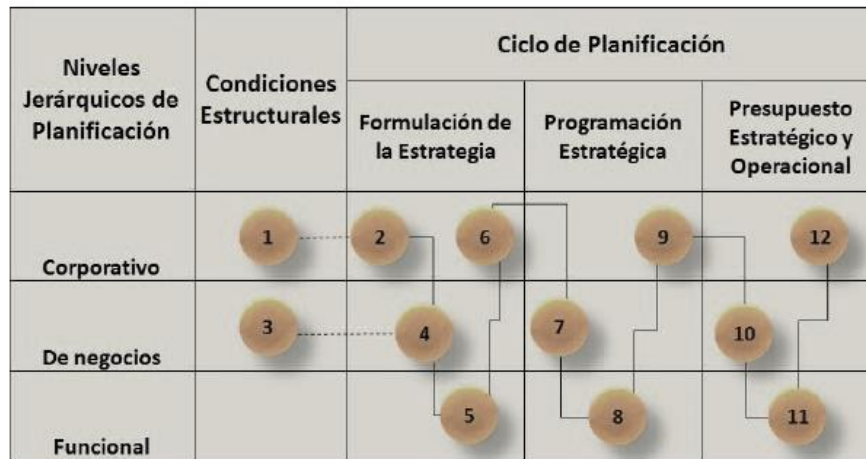 Niveles
Jerárquicos de
Planificación
Condiciones
Estructurales
Ciclo de Planificación
Formulación de
la Estrategia
Programación
Estratégica
Presupuesto
Estratégico y
Operacional
Corporativo
1
2
6
9
12
De negocios
3
4
7
10
Funcional
5
8
11